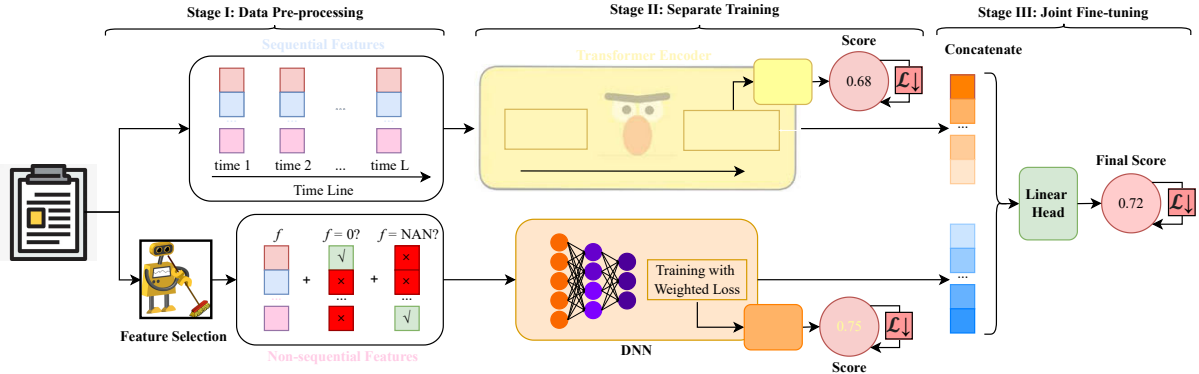 Stage I: Data Pre-processing
Stage II: Separate Training
Stage III: Joint Fine-tuning
Sequential Features
...
...
time 1 time 2 ... time L
Time Line
Transformer Encoder
Score
0.68
ℒ↓
Concatenate
...
...
Linear
Head
Final Score
0.72
ℒ↓
Feature Selection
f f = 0? f = NAN?
√ ×
+ × + ×
... ... ...
× √
Non-sequential Features
Training with
Weighted Loss
DNN
0.75
ℒ↓
Score